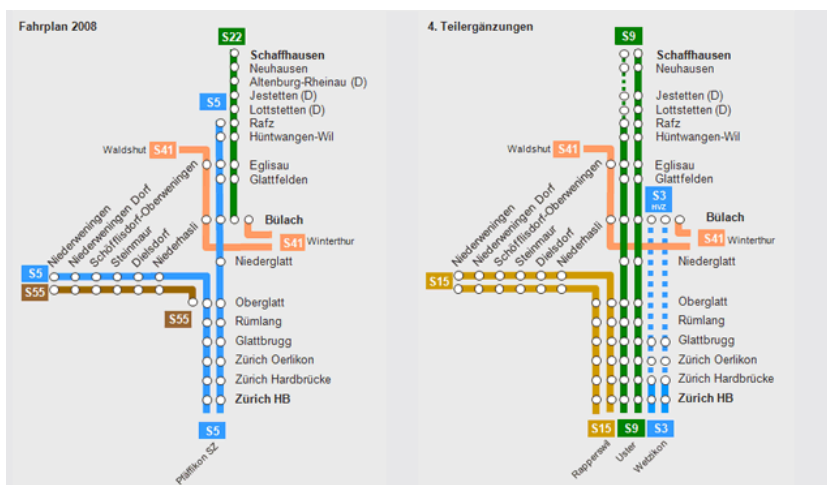 Fahrplan 2008
S22
Schaffhausen
Neuhausen
Altenburg-Rheinau (D)
Jestetten (D)
Lottstetten (D)
S5
Rafz
Hüntwangen-Wil
Waldshut
S41
Eglisau
Glattfelden
Bülach
S41
Winterthur
Niederweningen
Niederweningen Dorf
Schöfflisdorf-Oberweningen
Steinmaur
Dielsdorf
Niederhasli
Niederglatt
S5
S55
S55
Oberglatt
Rümlang
Glattbrugg
Zürich Oerlikon
Zürich Hardbrücke
Zürich HB
S5
Pfäffikon SZ
4. Teilergänzungen
S9
Schaffhausen
Neuhausen
Jestetten (D)
Lottstetten (D)
Rafz
Hüntwangen-Wil
Waldshut
S41
Eglisau
Glattfelden
S3
HVZ
Bülach
S41
Winterthur
Niederweningen
Niederweningen Dorf
Schöfflisdorf-Oberweningen
Steinmaur
Dielsdorf
Niederhasli
Niederglatt
S15
Oberglatt
Rümlang
Glattbrugg
Zürich Oerlikon
Zürich Hardbrücke
Zürich HB
S15
S9
S3
Rapperswil
Uster
Wetzikon